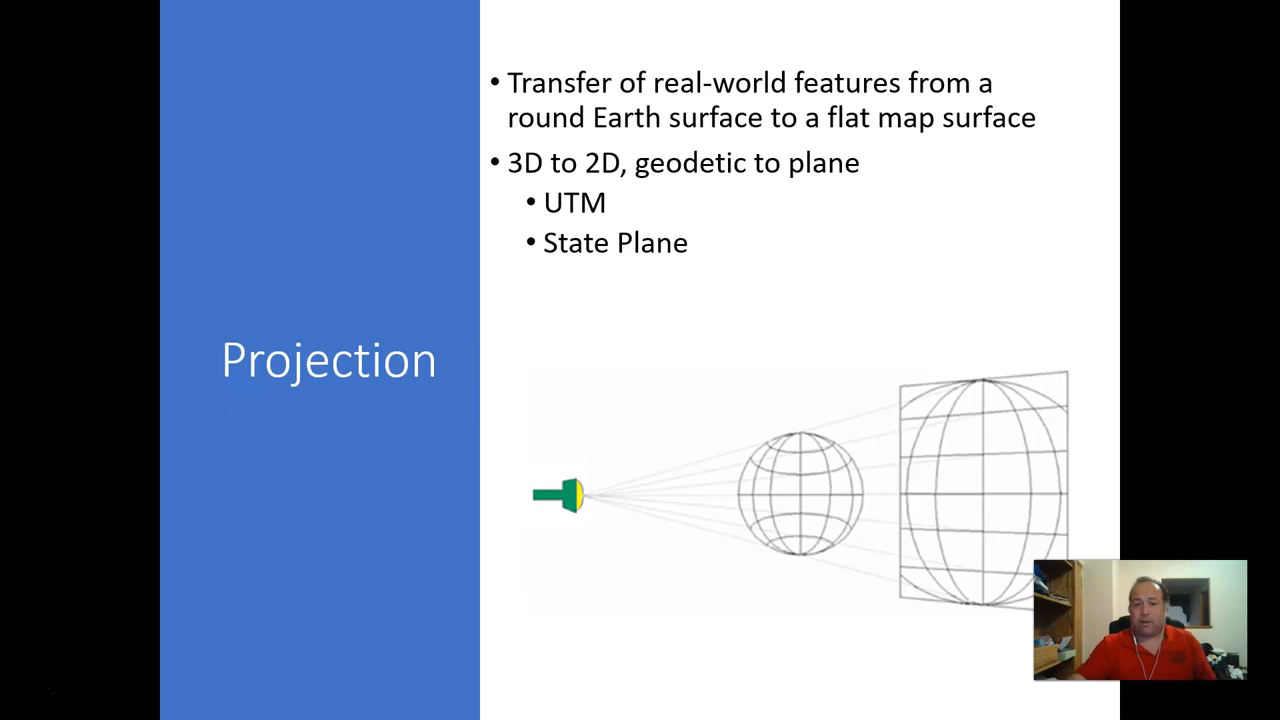 Projection
• Transfer of real-world features from a
round Earth surface to a flat map surface
• 3D to 2D, geodetic to plane
• UTM
• State Plane